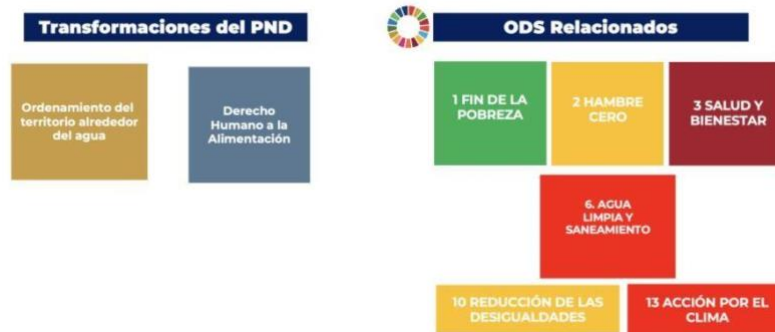 Transformaciones del PND
ODS Relacionados
Ordenamiento del
territorio alrededor
del agua
Derecho
Humano a la
Alimentación
1 FIN DE LA
POBREZA
2 HAMBRE
CERO
3 SALUD Y
BIENESTAR
6. AGUA
LIMPIA Y
SANEAMIENTO
10 REDUCCIÓN DE LAS
DESIGUALDADES
13 ACCIÓN POR EL
CLIMA